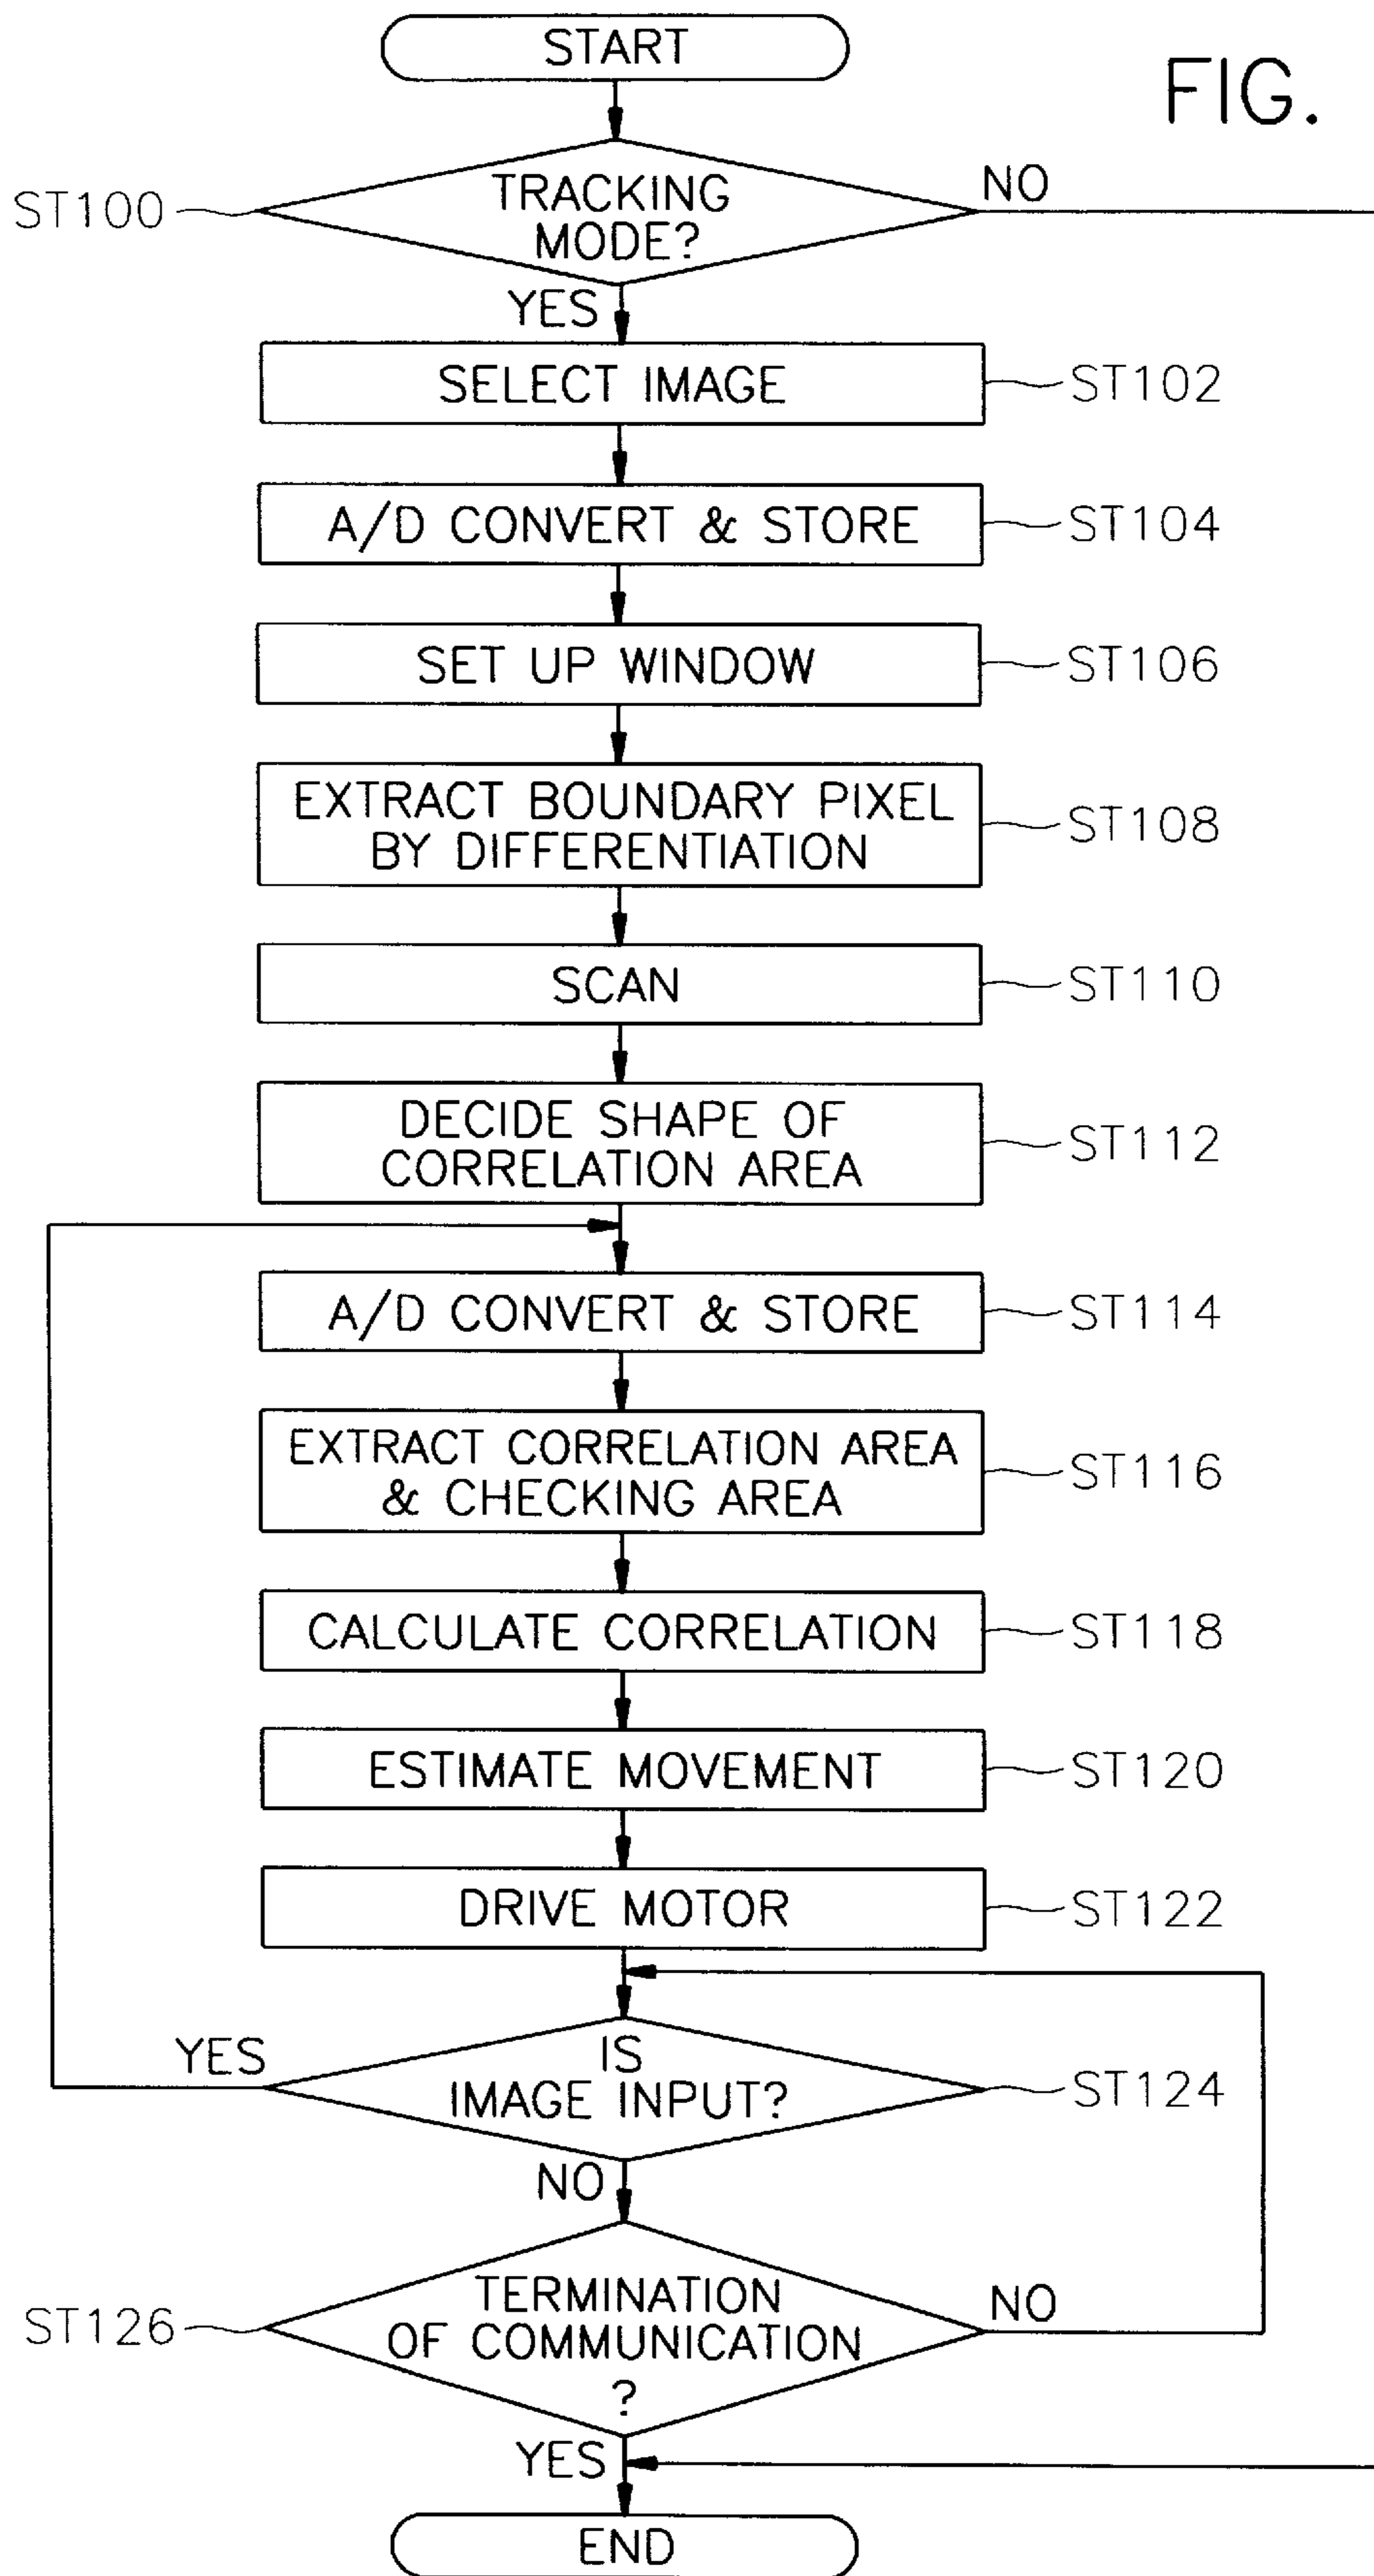 START
FIG.
TRACKING
MODE?
ST100
NO
YES
SELECT IMAGE
ST102
A/D CONVERT & STORE
ST104
SET UP WINDOW
ST106
EXTRACT BOUNDARY PIXEL
BY DIFFERENTIATION
ST108
SCAN
ST110
DECIDE SHAPE OF
CORRELATION AREA
ST112
A/D CONVERT & STORE
ST114
EXTRACT CORRELATION AREA
& CHECKING AREA
ST116
CALCULATE CORRELATION
ST118
ESTIMATE MOVEMENT
ST120
DRIVE MOTOR
ST122
YES
IS
IMAGE INPUT?
ST124
NO
TERMINATION
OF COMMUNICATION
?
ST126
NO
YES
END